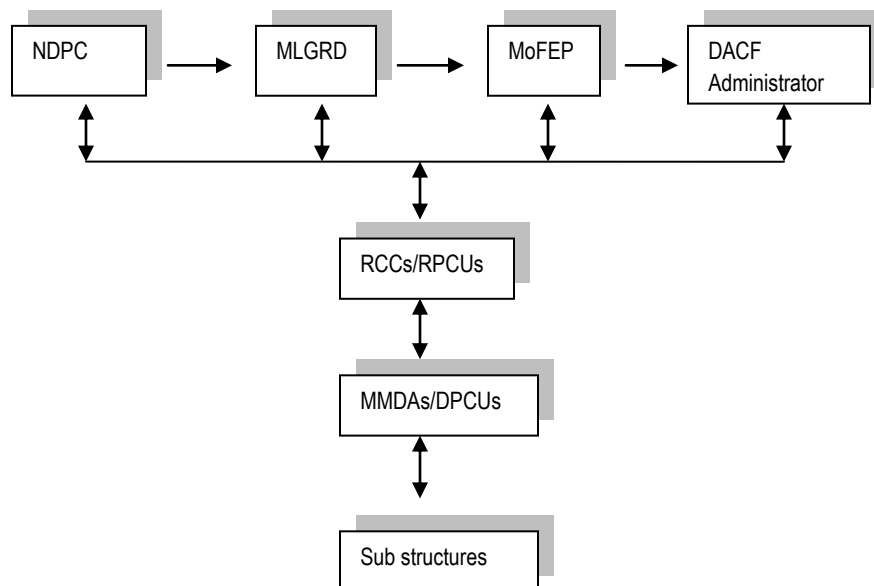 NDPC
MLGRD
MoFEP
DACF
Administrator
RCCs/RPCUs
MMDAs/DPCUs
Sub structures